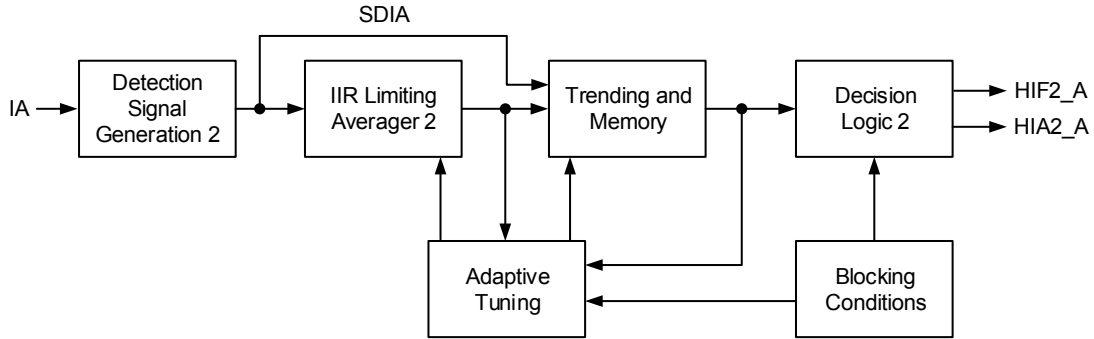 SDIA
IA
Detection
Signal
Generation 2
IIR Limiting
Averager 2
Trending and
Memory
Decision
Logic 2
HIF2_A
HIA2_A
Adaptive
Tuning
Blocking
Conditions